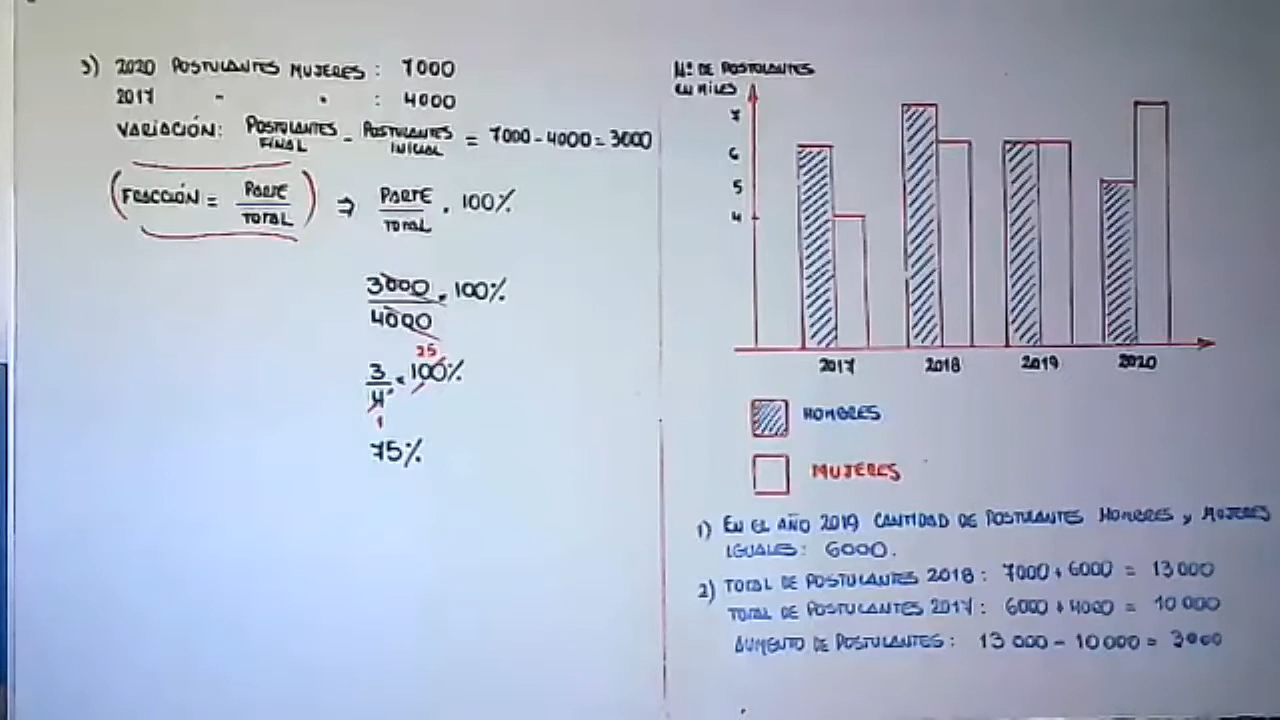 3) 2020 POSTULANTES MUJERES : 7000
2017 " " : 4000
VARIACIÓN: POSTULANTES FINAL - POSTULANTES INICIAL = 7000 - 4000 = 3000
(FRACCIÓN = PARTE / TOTAL) ⇒ PARTE / TOTAL . 100%
3000 / 4000 . 100%
25
3 / 4 . 100%
1
75%
Nº DE POSTULANTES
EN MILES
7
6
5
4
2017 2018 2019 2020
HOMBRES
MUJERES
1) EN EL AÑO 2019 CANTIDAD DE POSTULANTES HOMBRES y MUJERES
IGUALES: 6000.
2) TOTAL DE POSTULANTES 2018 : 7000 + 6000 = 13 000
TOTAL DE POSTULANTES 2017 : 6000 + 4000 = 10 000
AUMENTO DE POSTULANTES : 13 000 - 10 000 = 3000